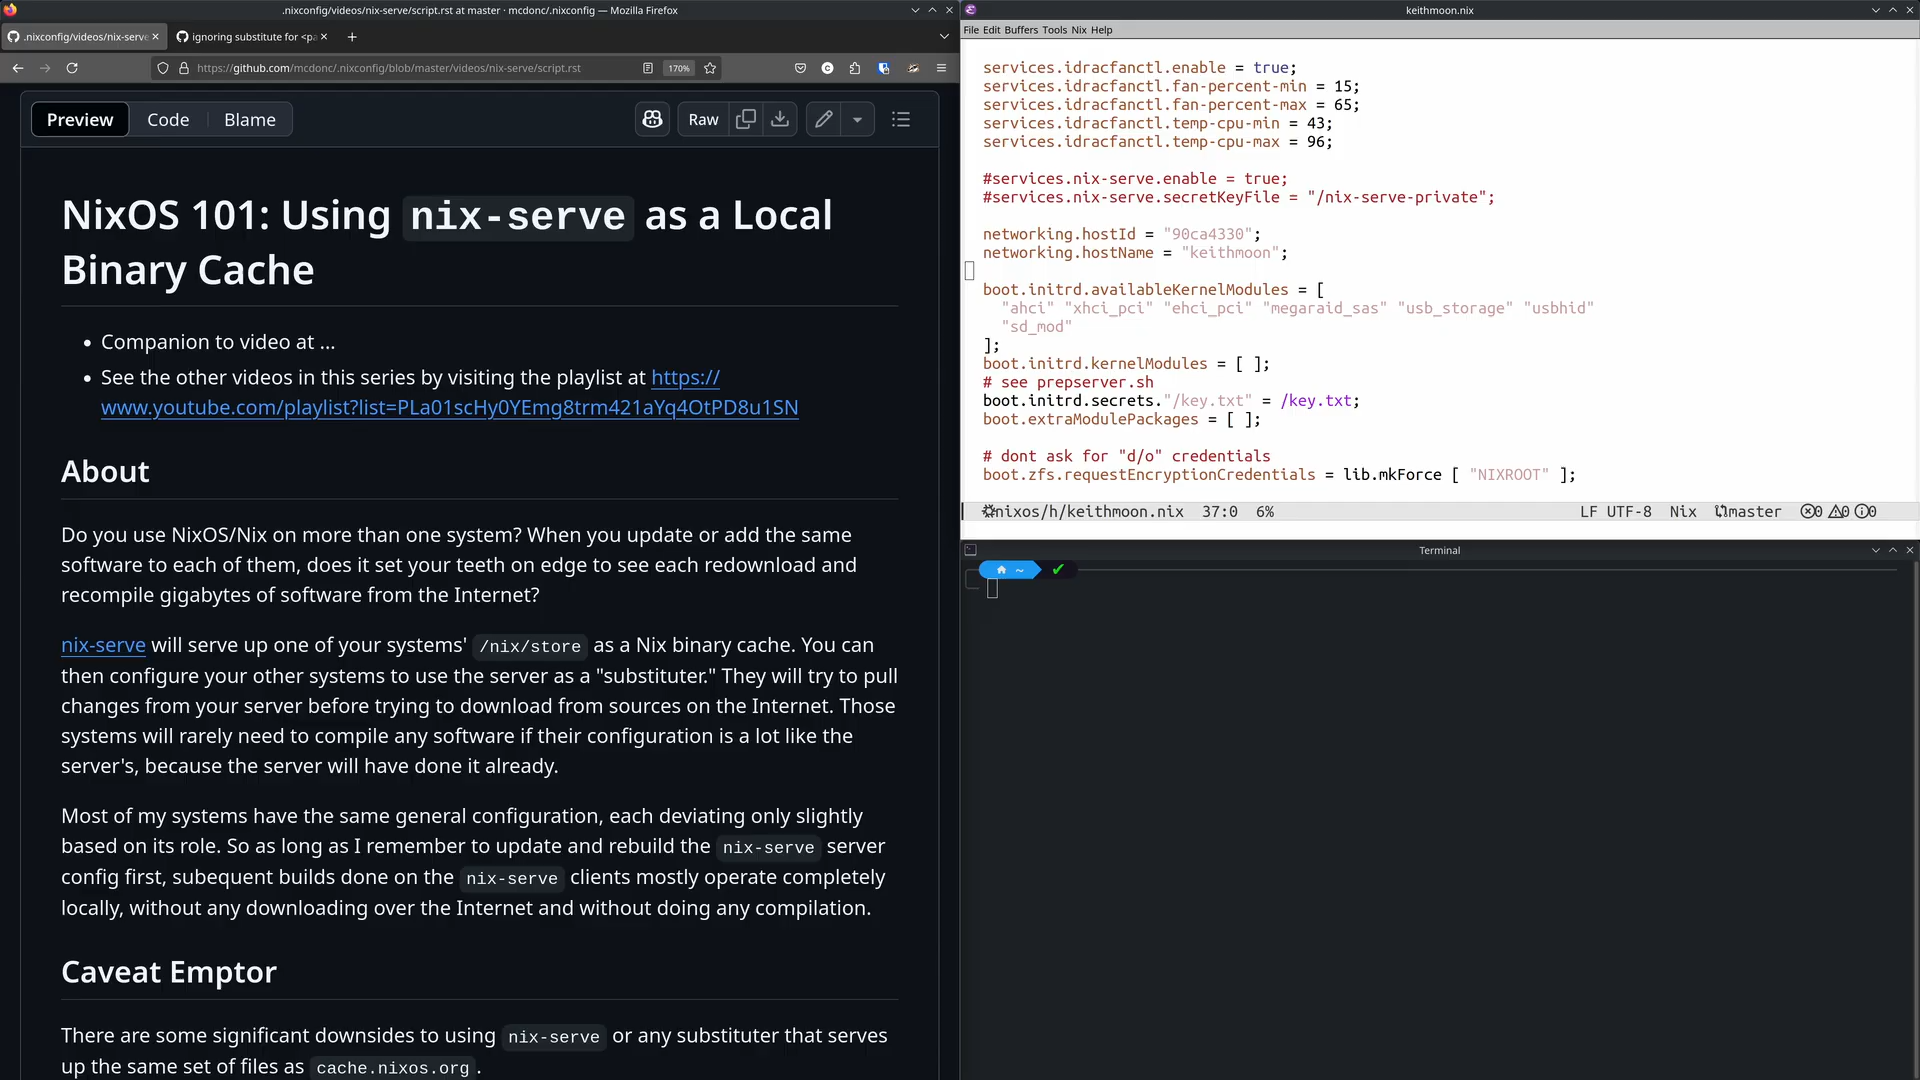 .nixconfig/videos/nix-serve/script.rst at master · mcdonc/.nixconfig — Mozilla Firefox
.nixconfig/videos/nix-serve
ignoring substitute for <pa
https://github.com/mcdonc/.nixconfig/blob/master/videos/nix-serve/script.rst
170%
Preview Code Blame Raw
NixOS 101: Using nix-serve as a Local
Binary Cache
• Companion to video at ...
• See the other videos in this series by visiting the playlist at https://
www.youtube.com/playlist?list=PLa01scHy0YEmg8trm421aYq4OtPD8u1SN
About
Do you use NixOS/Nix on more than one system? When you update or add the same
software to each of them, does it set your teeth on edge to see each redownload and
recompile gigabytes of software from the Internet?
nix-serve will serve up one of your systems' /nix/store as a Nix binary cache. You can
then configure your other systems to use the server as a "substituter." They will try to pull
changes from your server before trying to download from sources on the Internet. Those
systems will rarely need to compile any software if their configuration is a lot like the
server's, because the server will have done it already.
Most of my systems have the same general configuration, each deviating only slightly
based on its role. So as long as I remember to update and rebuild the nix-serve server
config first, subequent builds done on the nix-serve clients mostly operate completely
locally, without any downloading over the Internet and without doing any compilation.
Caveat Emptor
There are some significant downsides to using nix-serve or any substituter that serves
up the same set of files as cache.nixos.org .
keithmoon.nix
File Edit Buffers Tools Nix Help
services.idracfanctl.enable = true;
services.idracfanctl.fan-percent-min = 15;
services.idracfanctl.fan-percent-max = 65;
services.idracfanctl.temp-cpu-min = 43;
services.idracfanctl.temp-cpu-max = 96;
#services.nix-serve.enable = true;
#services.nix-serve.secretKeyFile = "/nix-serve-private";
networking.hostId = "90ca4330";
networking.hostName = "keithmoon";
boot.initrd.availableKernelModules = [
"ahci" "xhci_pci" "ehci_pci" "megaraid_sas" "usb_storage" "usbhid"
"sd_mod"
];
boot.initrd.kernelModules = [ ];
# see prepserver.sh
boot.initrd.secrets."/key.txt" = /key.txt;
boot.extraModulePackages = [ ];
# dont ask for "d/o" credentials
boot.zfs.requestEncryptionCredentials = lib.mkForce [ "NIXROOT" ];
nixos/h/keithmoon.nix 37:0 6% LF UTF-8 Nix master 0 0 0
Terminal
~ ✔